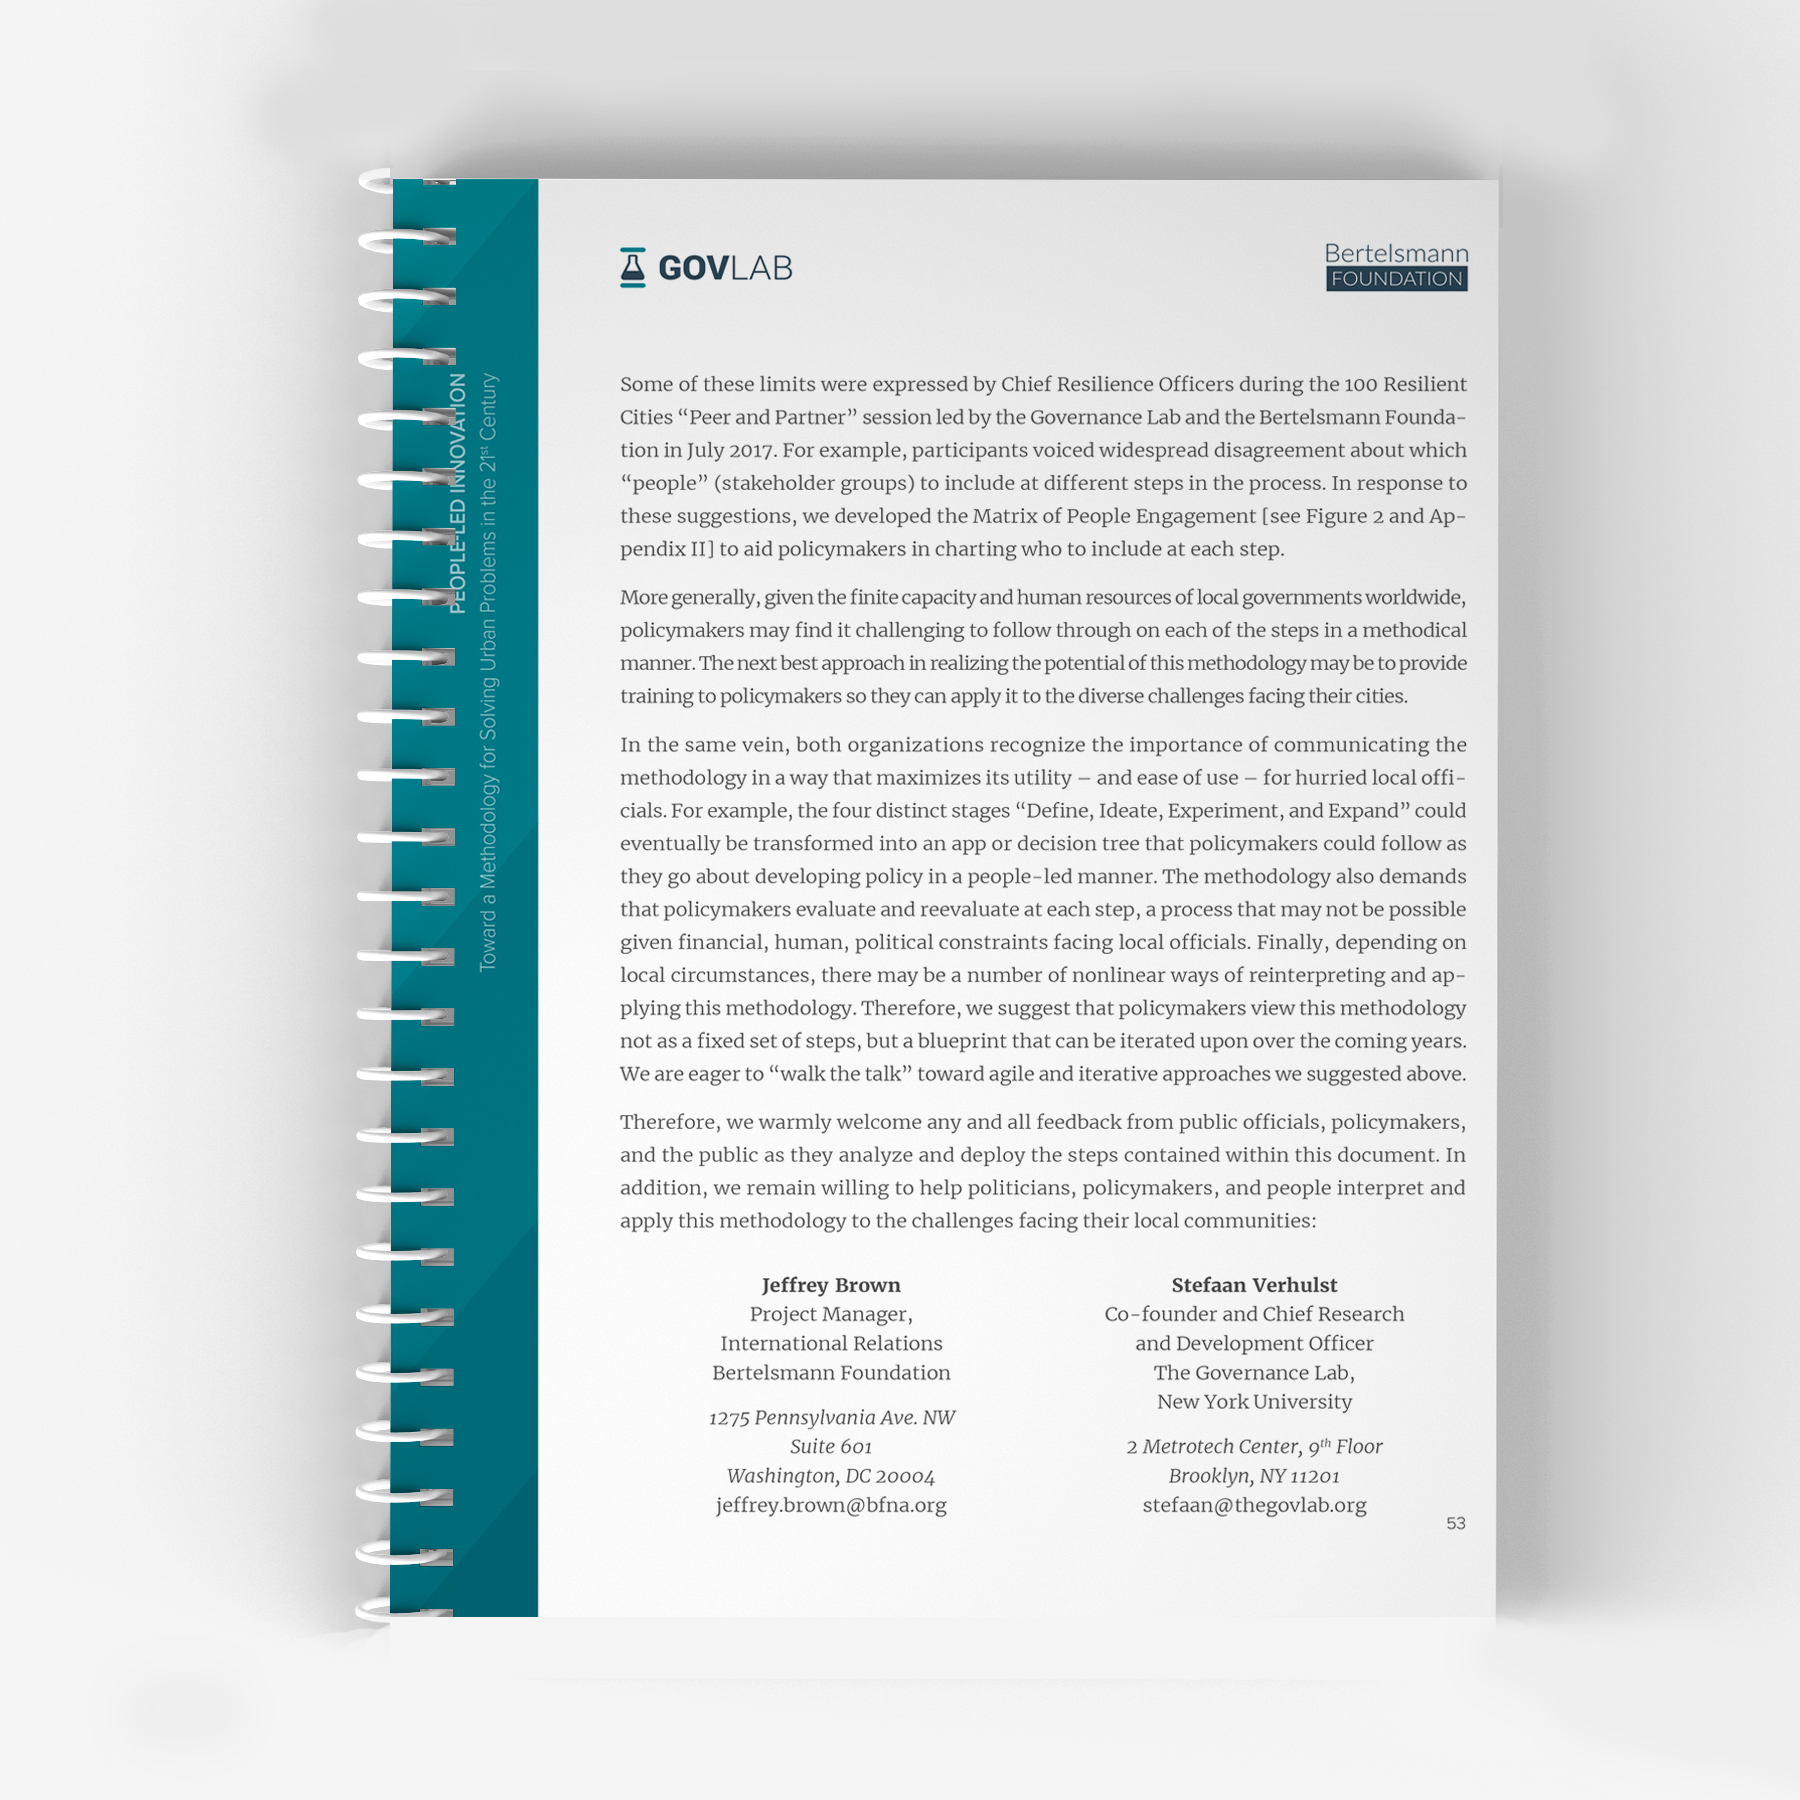 GOVLAB
Bertelsmann
FOUNDATION
PEOPLE-LED INNOVATION
Toward a Methodology for Solving Urban Problems in the 21st Century
Some of these limits were expressed by Chief Resilience Officers during the 100 Resilient
Cities “Peer and Partner” session led by the Governance Lab and the Bertelsmann Founda-
tion in July 2017. For example, participants voiced widespread disagreement about which
“people” (stakeholder groups) to include at different steps in the process. In response to
these suggestions, we developed the Matrix of People Engagement [see Figure 2 and Ap-
pendix II] to aid policymakers in charting who to include at each step.
More generally, given the finite capacity and human resources of local governments worldwide,
policymakers may find it challenging to follow through on each of the steps in a methodical
manner. The next best approach in realizing the potential of this methodology may be to provide
training to policymakers so they can apply it to the diverse challenges facing their cities.
In the same vein, both organizations recognize the importance of communicating the
methodology in a way that maximizes its utility – and ease of use – for hurried local offi-
cials. For example, the four distinct stages “Define, Ideate, Experiment, and Expand” could
eventually be transformed into an app or decision tree that policymakers could follow as
they go about developing policy in a people-led manner. The methodology also demands
that policymakers evaluate and reevaluate at each step, a process that may not be possible
given financial, human, political constraints facing local officials. Finally, depending on
local circumstances, there may be a number of nonlinear ways of reinterpreting and ap-
plying this methodology. Therefore, we suggest that policymakers view this methodology
not as a fixed set of steps, but a blueprint that can be iterated upon over the coming years.
We are eager to “walk the talk” toward agile and iterative approaches we suggested above.
Therefore, we warmly welcome any and all feedback from public officials, policymakers,
and the public as they analyze and deploy the steps contained within this document. In
addition, we remain willing to help politicians, policymakers, and people interpret and
apply this methodology to the challenges facing their local communities:
Jeffrey Brown
Project Manager,
International Relations
Bertelsmann Foundation
1275 Pennsylvania Ave. NW
Suite 601
Washington, DC 20004
jeffrey.brown@bfna.org
Stefaan Verhulst
Co-founder and Chief Research
and Development Officer
The Governance Lab,
New York University
2 Metrotech Center, 9th Floor
Brooklyn, NY 11201
stefaan@thegovlab.org
53